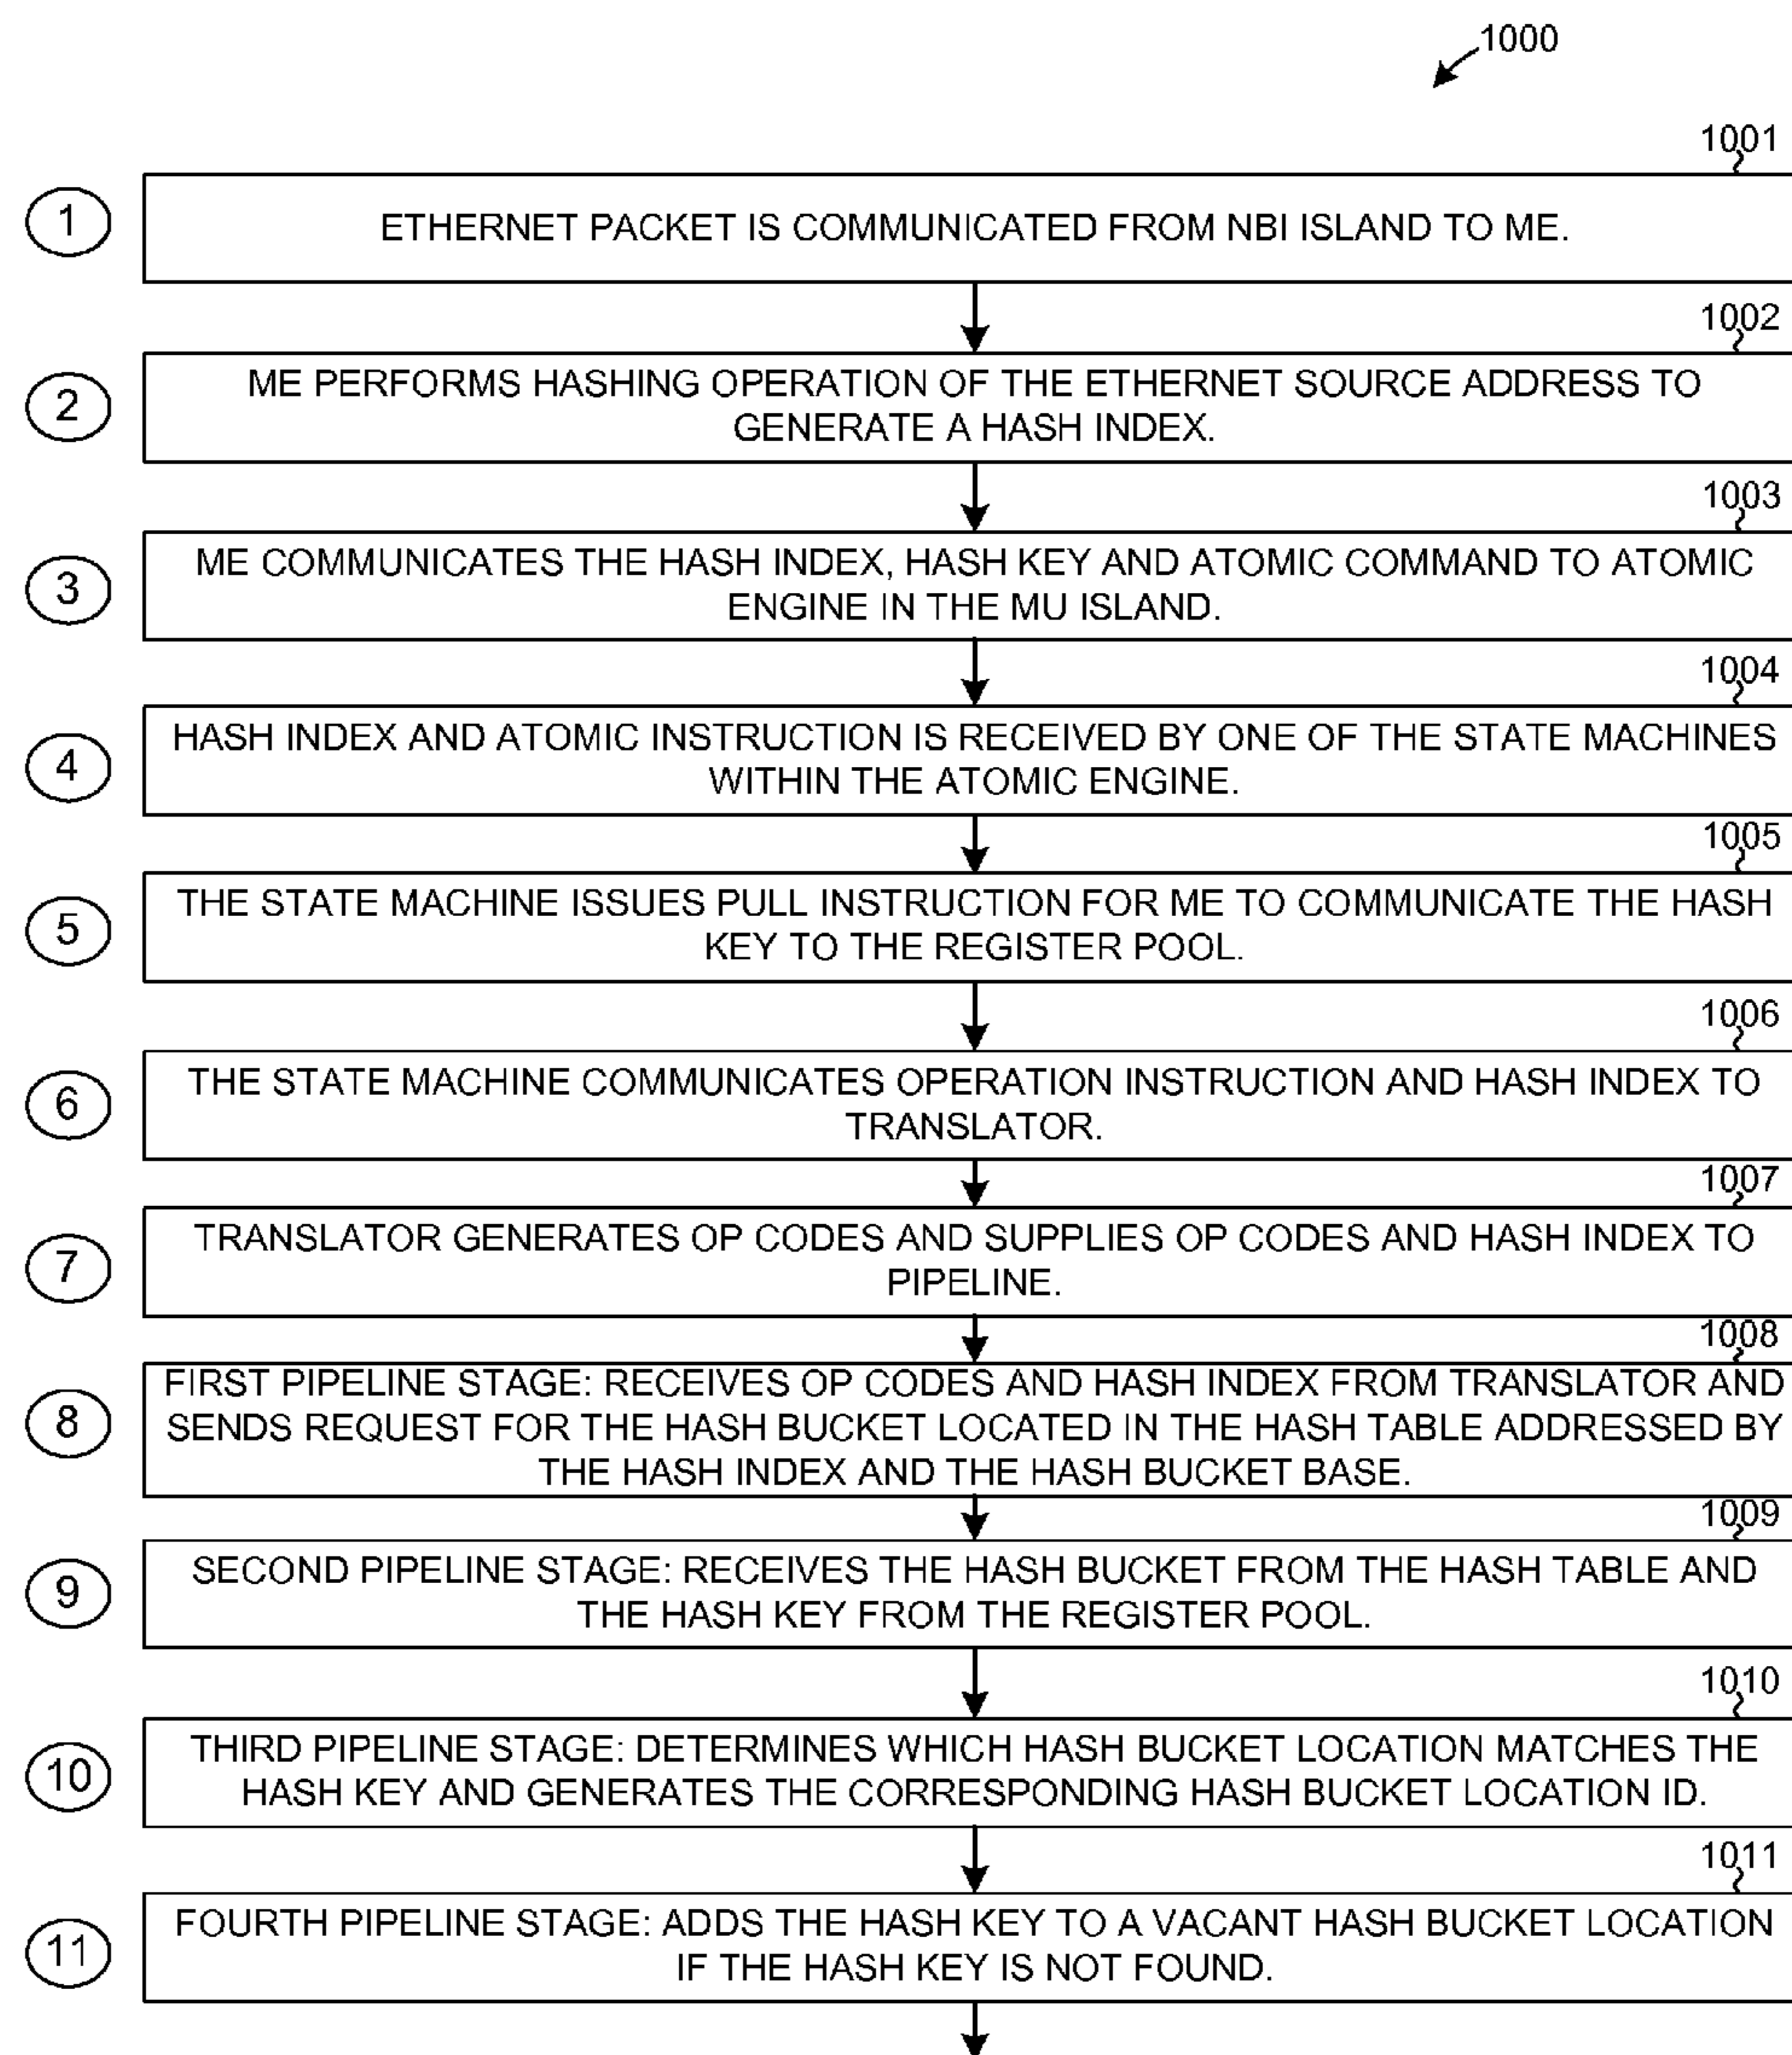 1000
1001
1
ETHERNET PACKET IS COMMUNICATED FROM NBI ISLAND TO ME.
1002
2
ME PERFORMS HASHING OPERATION OF THE ETHERNET SOURCE ADDRESS TO
GENERATE A HASH INDEX.
1003
3
ME COMMUNICATES THE HASH INDEX, HASH KEY AND ATOMIC COMMAND TO ATOMIC
ENGINE IN THE MU ISLAND.
1004
4
HASH INDEX AND ATOMIC INSTRUCTION IS RECEIVED BY ONE OF THE STATE MACHINES
WITHIN THE ATOMIC ENGINE.
1005
5
THE STATE MACHINE ISSUES PULL INSTRUCTION FOR ME TO COMMUNICATE THE HASH
KEY TO THE REGISTER POOL.
1006
6
THE STATE MACHINE COMMUNICATES OPERATION INSTRUCTION AND HASH INDEX TO
TRANSLATOR.
1007
7
TRANSLATOR GENERATES OP CODES AND SUPPLIES OP CODES AND HASH INDEX TO
PIPELINE.
1008
8
FIRST PIPELINE STAGE: RECEIVES OP CODES AND HASH INDEX FROM TRANSLATOR AND
SENDS REQUEST FOR THE HASH BUCKET LOCATED IN THE HASH TABLE ADDRESSED BY
THE HASH INDEX AND THE HASH BUCKET BASE.
1009
9
SECOND PIPELINE STAGE: RECEIVES THE HASH BUCKET FROM THE HASH TABLE AND
THE HASH KEY FROM THE REGISTER POOL.
1010
10
THIRD PIPELINE STAGE: DETERMINES WHICH HASH BUCKET LOCATION MATCHES THE
HASH KEY AND GENERATES THE CORRESPONDING HASH BUCKET LOCATION ID.
1011
11
FOURTH PIPELINE STAGE: ADDS THE HASH KEY TO A VACANT HASH BUCKET LOCATION
IF THE HASH KEY IS NOT FOUND.